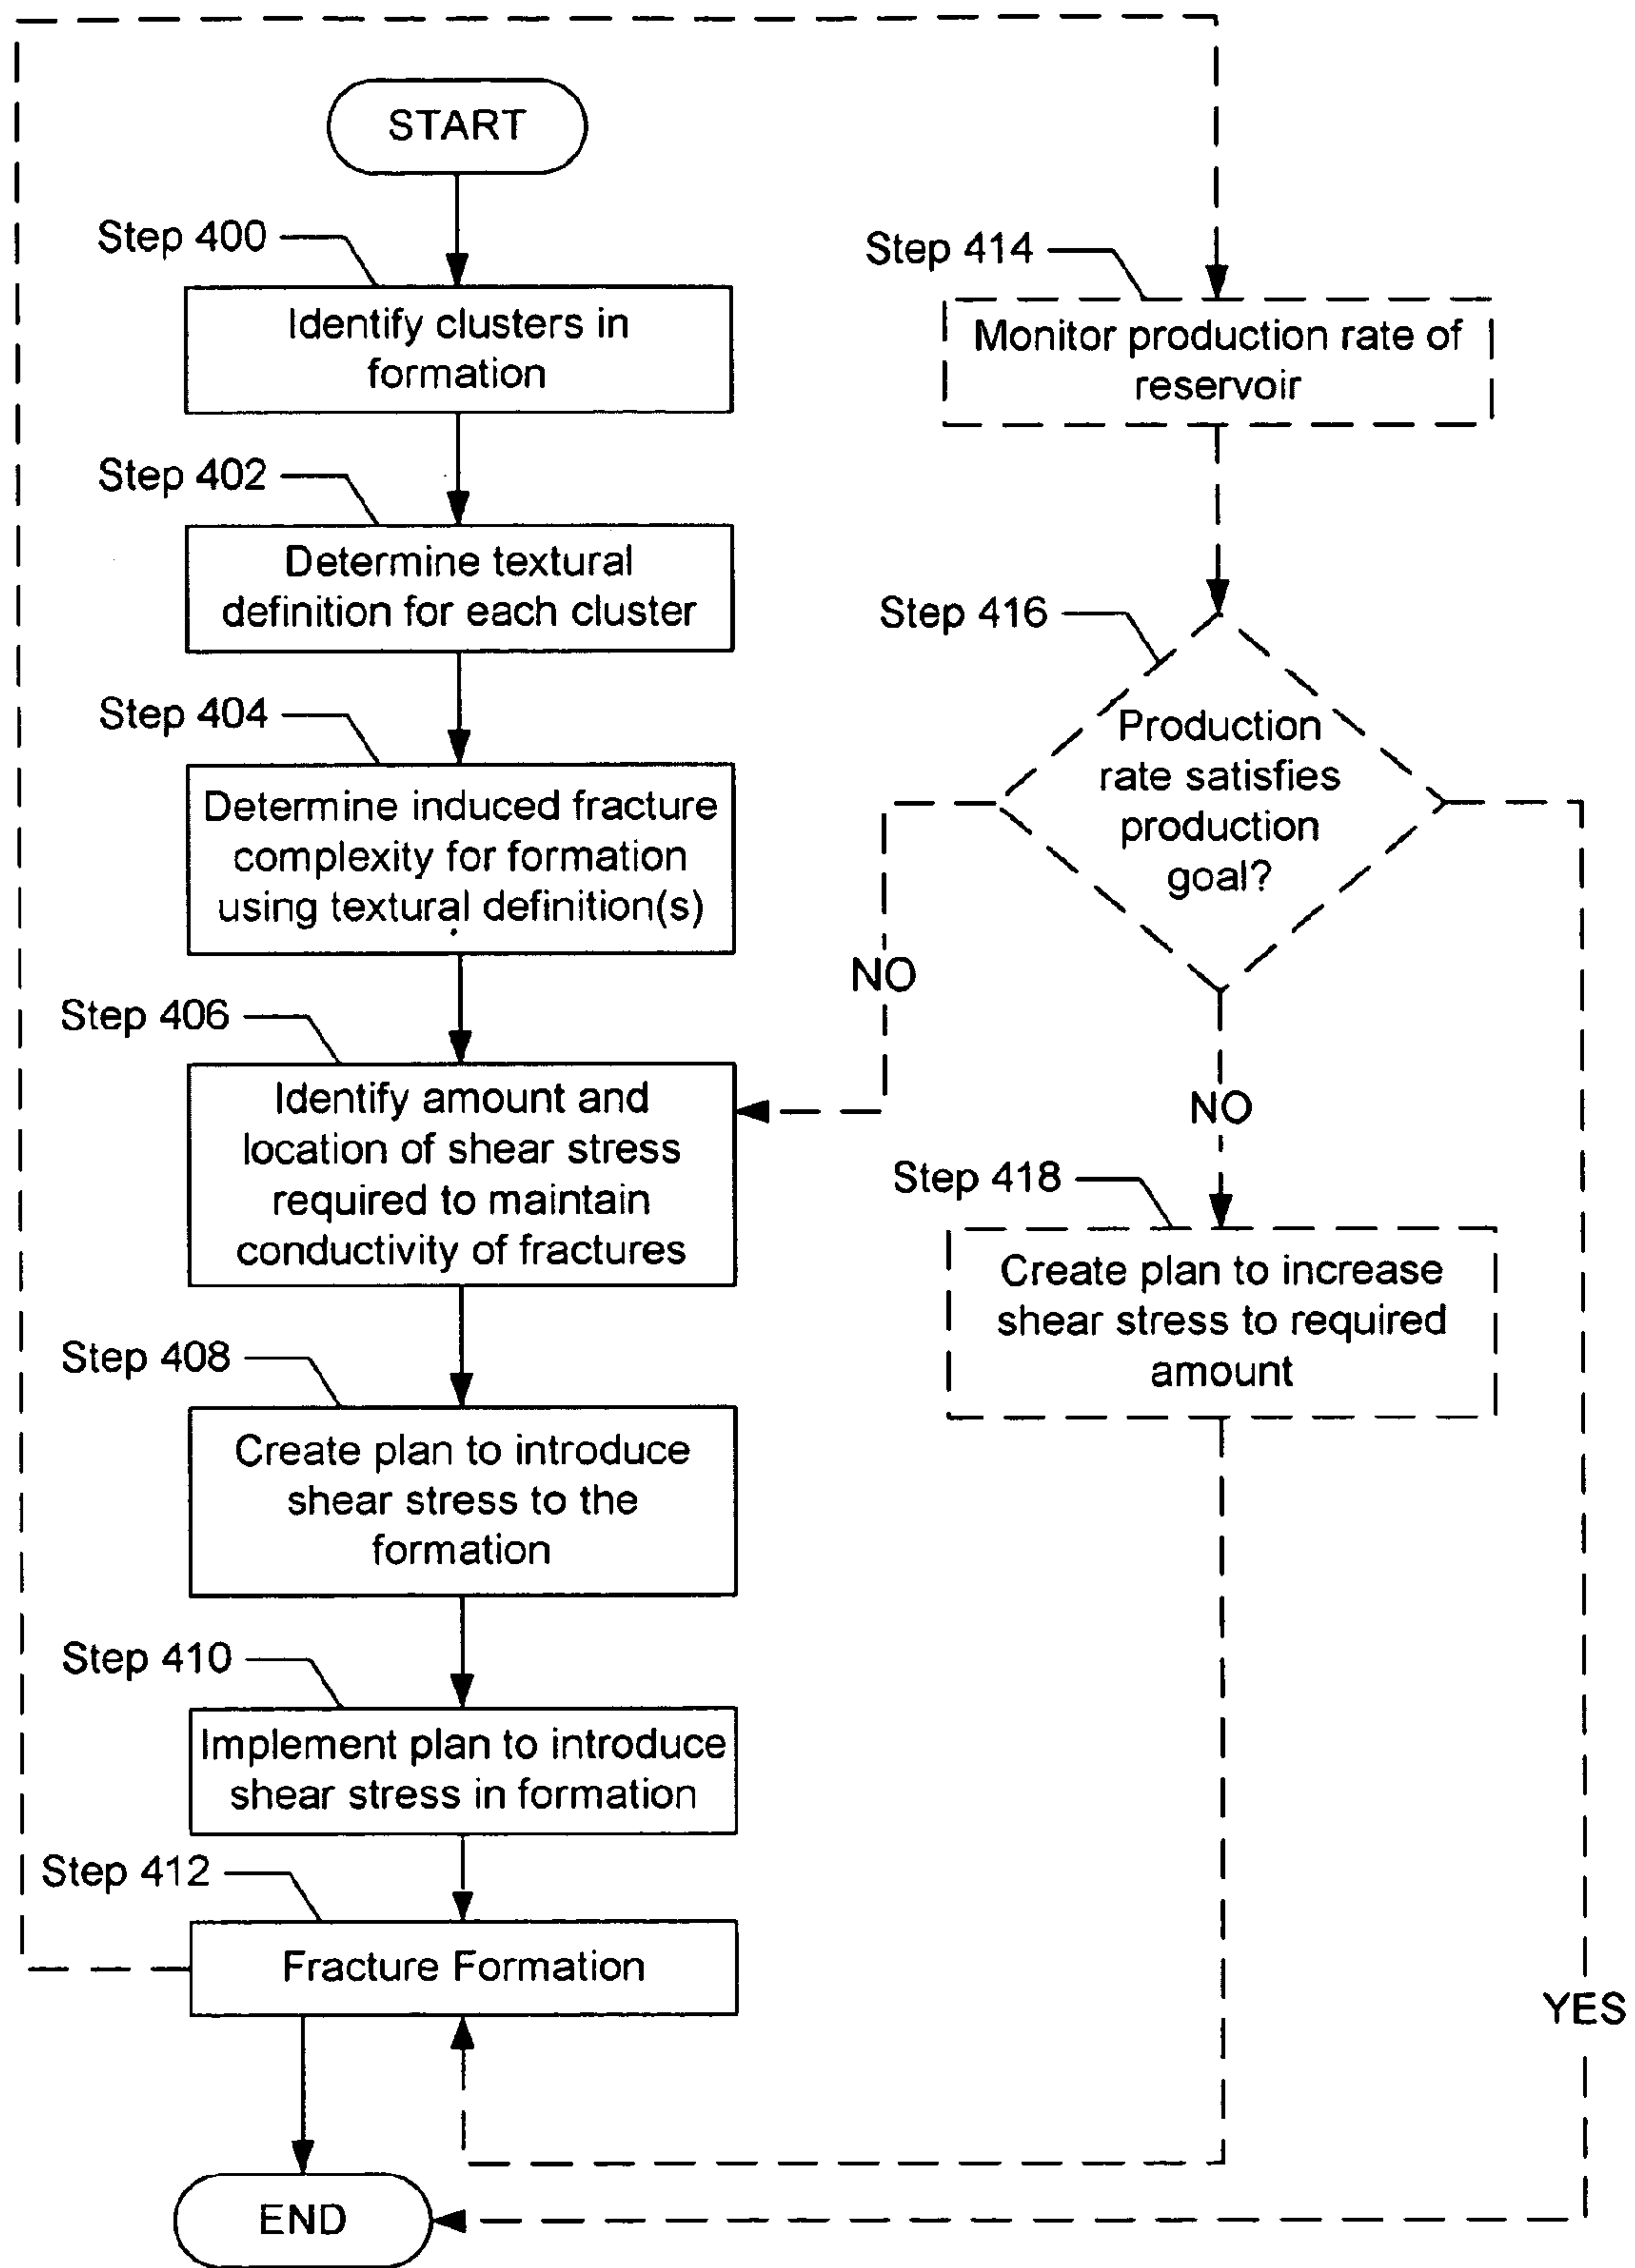 START
Step 400
Identify clusters in
formation
Step 402
Determine textural
definition for each cluster
Step 404
Determine induced fracture
complexity for formation
using textural definition(s)
Step 406
Identify amount and
location of shear stress
required to maintain
conductivity of fractures
Step 408
Create plan to introduce
shear stress to the
formation
Step 410
Implement plan to introduce
shear stress in formation
Step 412
Fracture Formation
END
Step 414
Monitor production rate of
reservoir
Step 416
Production
rate satisfies
production
goal?
NO
NO
Step 418
Create plan to increase
shear stress to required
amount
YES